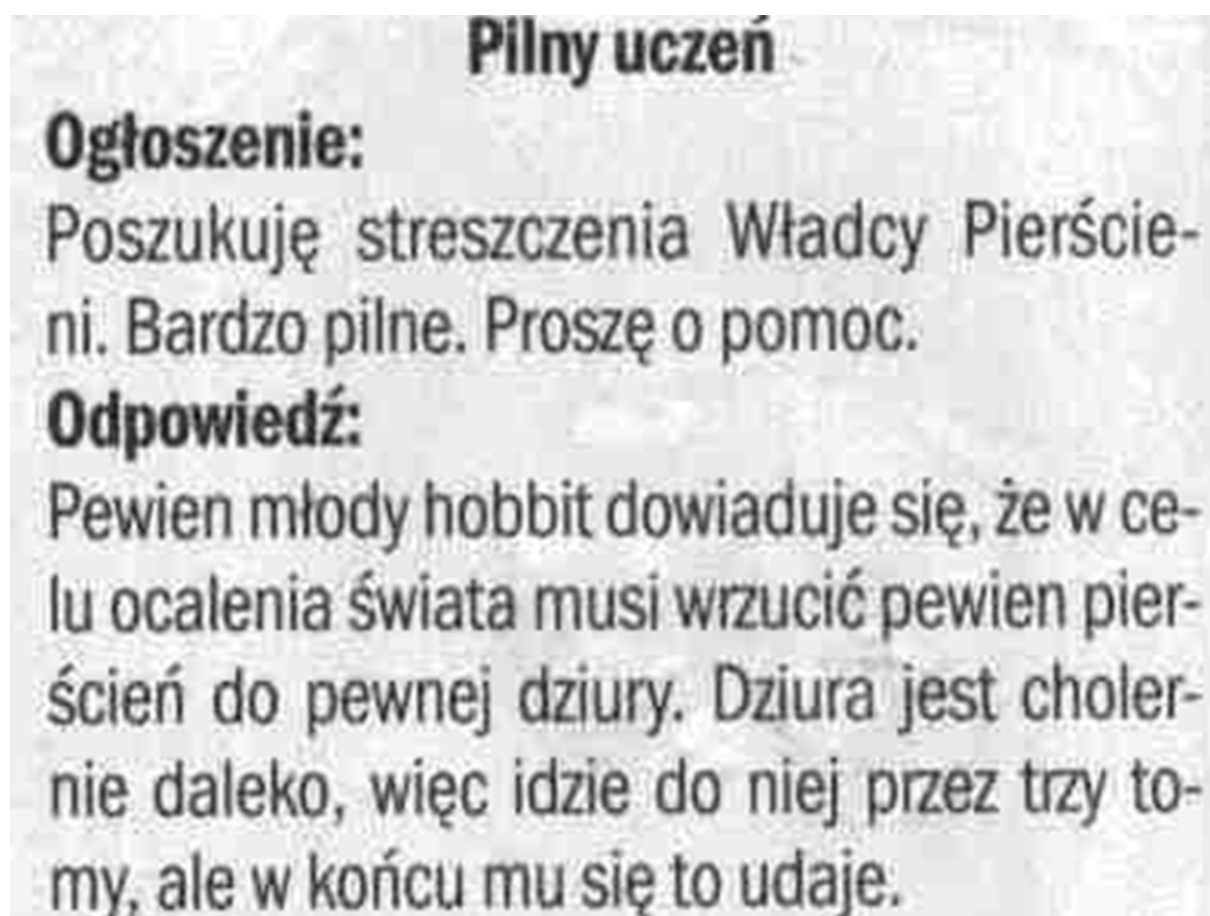 Pilny uczeń
Ogłoszenie:
Poszukuję streszczenia Władcy Pierście-
ni. Bardzo pilne. Proszę o pomoc.
Odpowiedź:
Pewien młody hobbit dowiaduje się, że w ce-
lu ocalenia świata musi wrzucić pewien pier-
ścień do pewnej dziury. Dziura jest choler-
nie daleko, więc idzie do niej przez trzy to-
my, ale w końcu mu się to udaje.